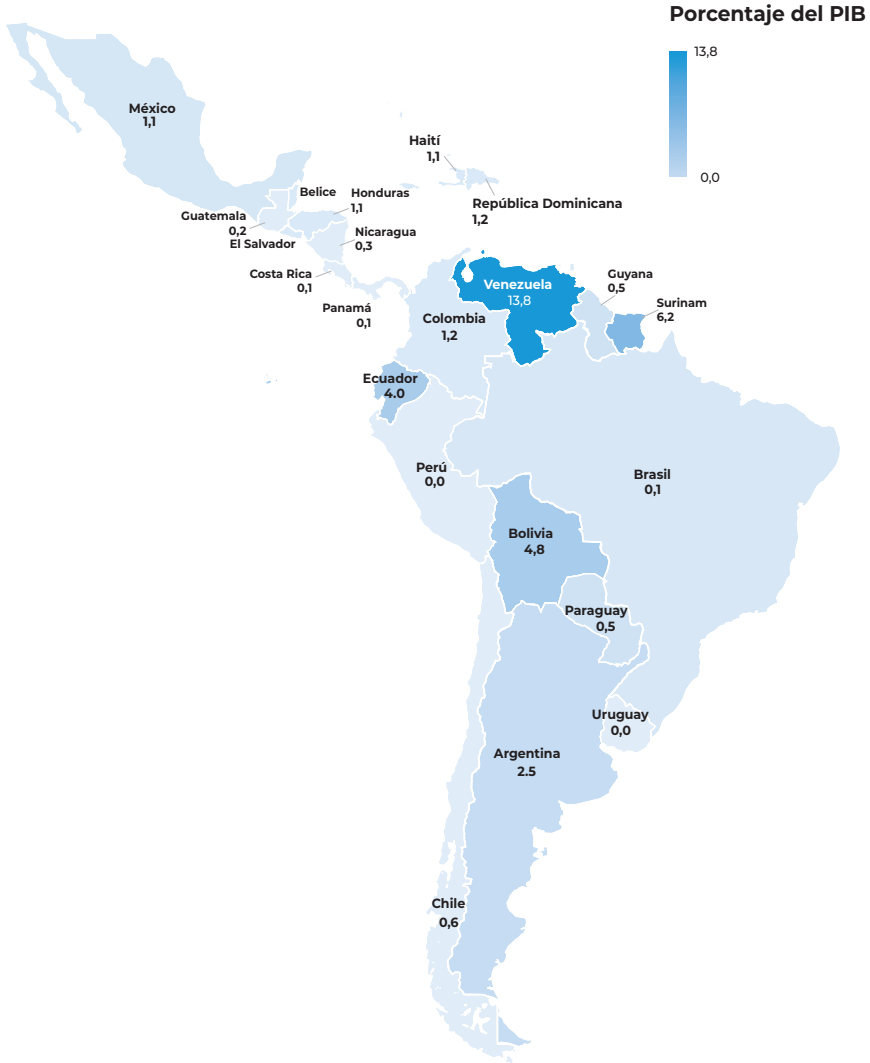 Porcentaje del PIB
13,8
0,0
México
1,1
Haití
1,1
República Dominicana
1,2
Belice
Honduras
1,1
Guatemala
0,2
El Salvador
Nicaragua
0,3
Costa Rica
0,1
Panamá
0,1
Venezuela
13,8
Guyana
0,5
Surinam
6,2
Colombia
1,2
Ecuador
4.0
Perú
0,0
Brasil
0,1
Bolivia
4,8
Paraguay
0,5
Uruguay
0,0
Argentina
2.5
Chile
0,6